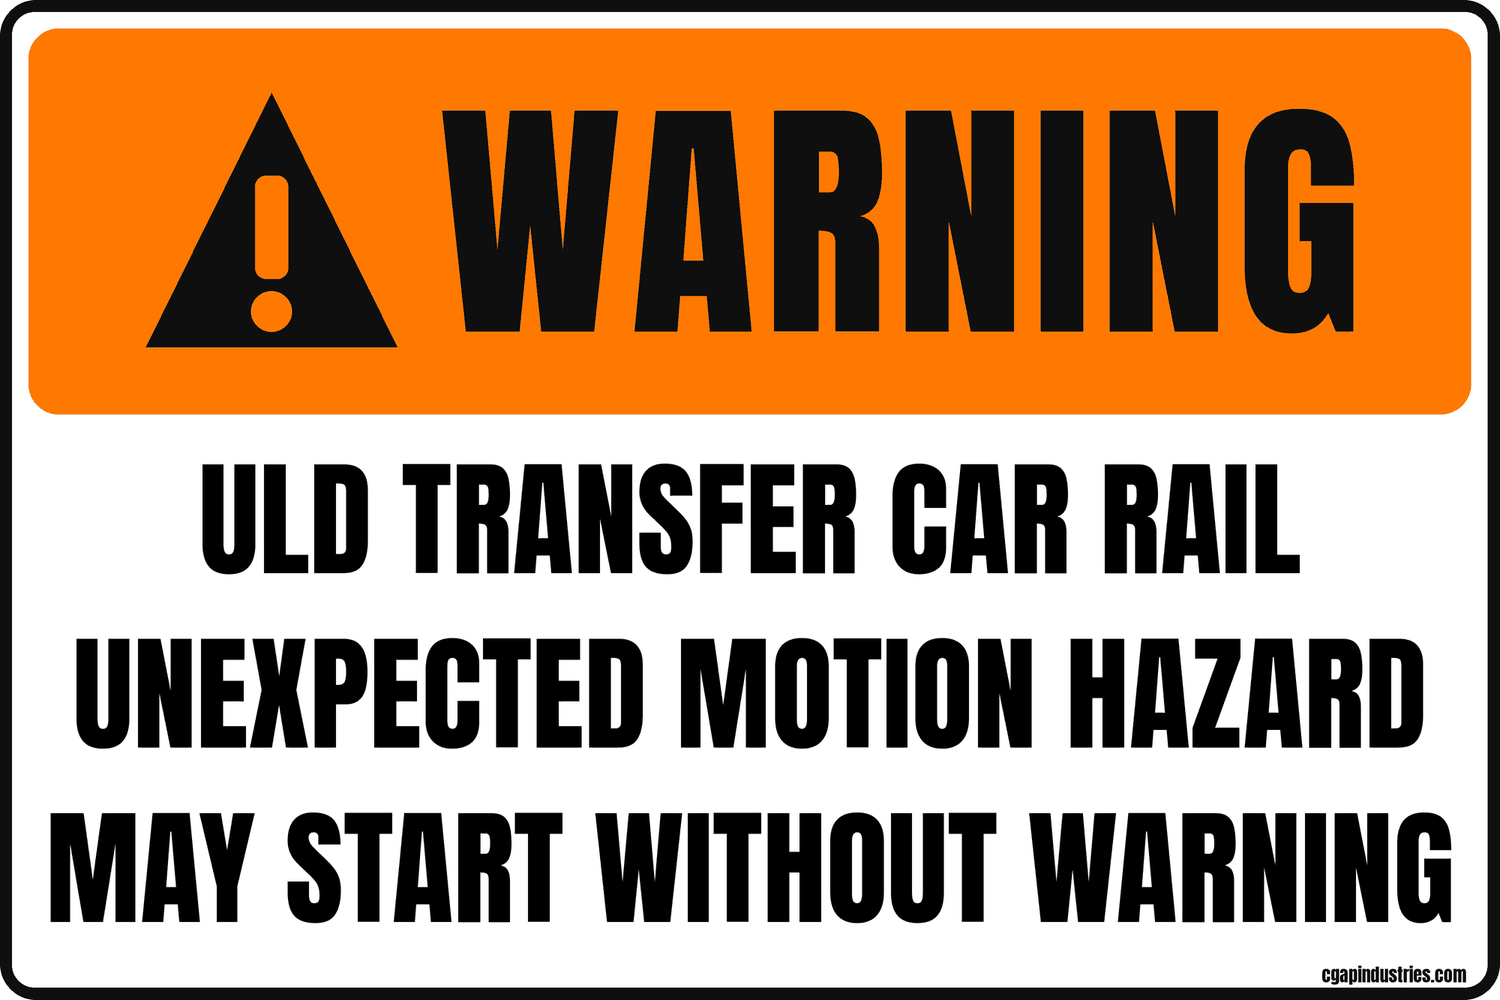 WARNING
ULD TRANSFER CAR RAIL
UNEXPECTED MOTION HAZARD
MAY START WITHOUT WARNING
cgapindustries.com